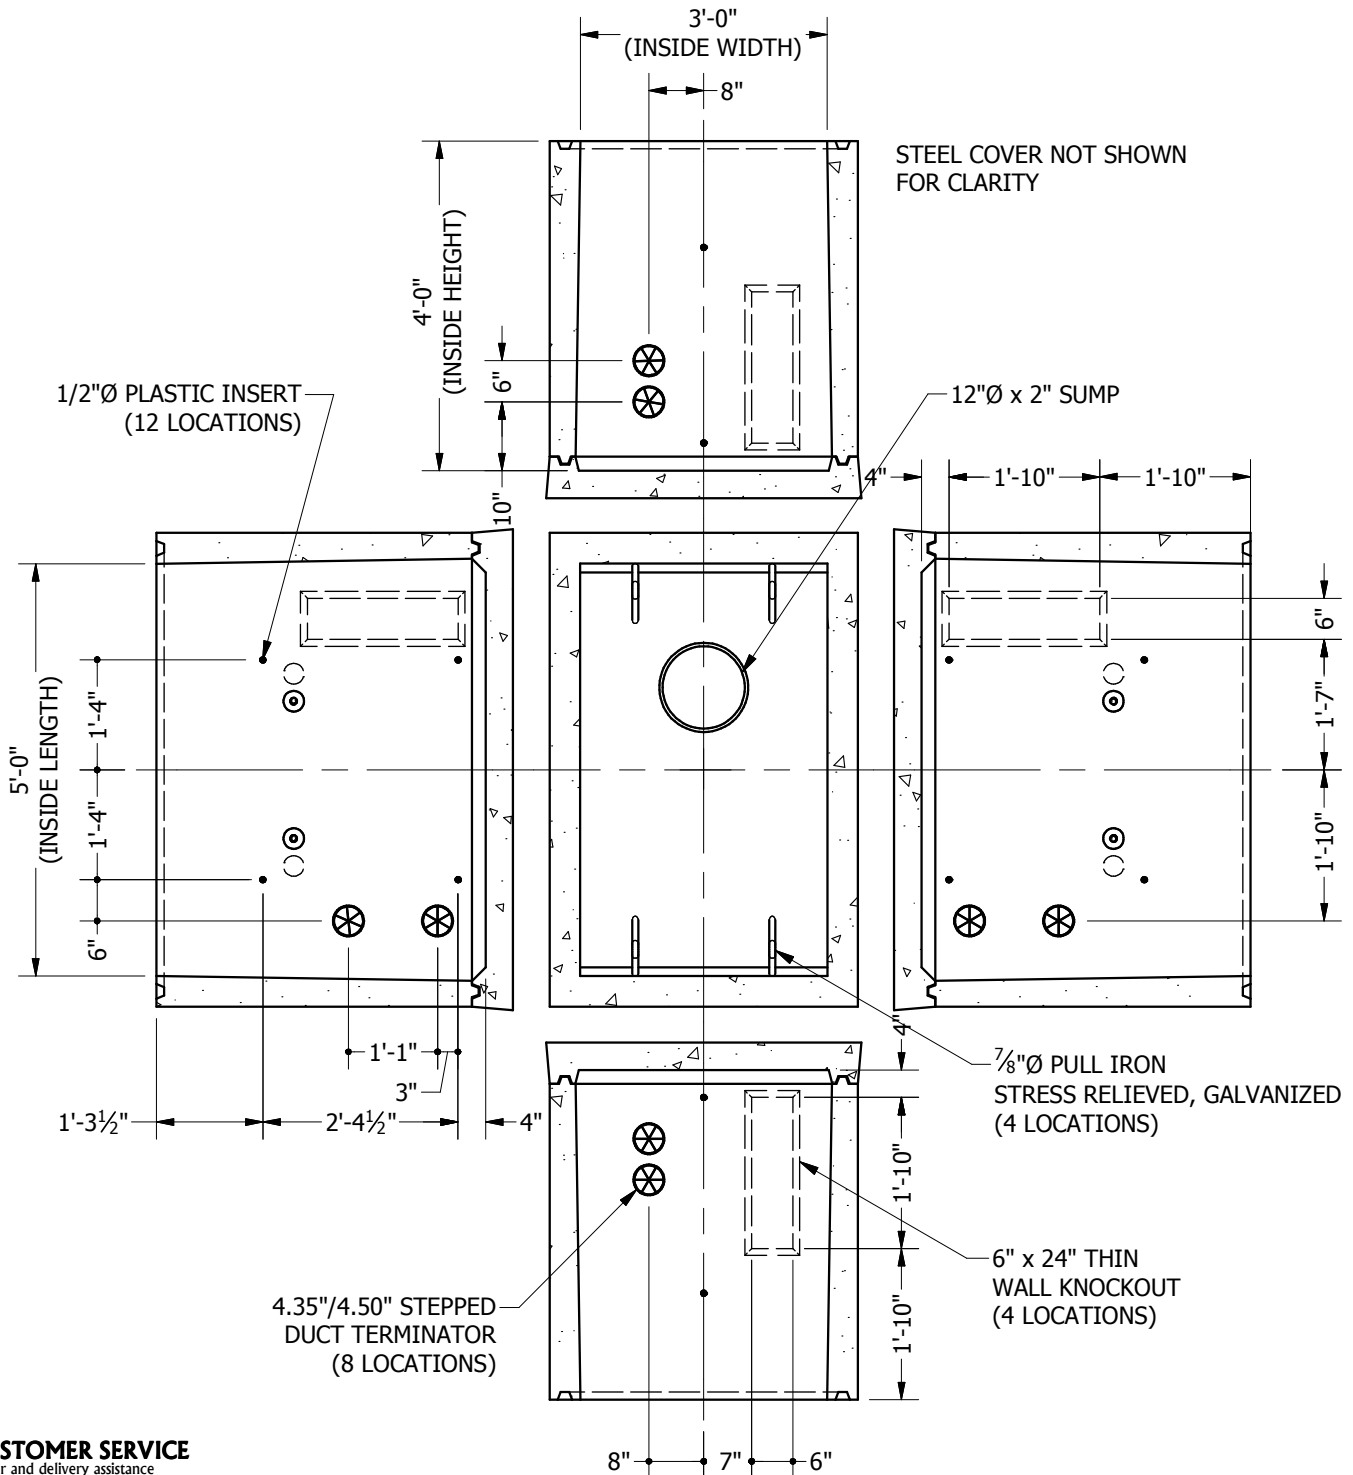 3'-0"
(INSIDE WIDTH)
8"
STEEL COVER NOT SHOWN
FOR CLARITY
4'-0"
(INSIDE HEIGHT)
6"
10"
1/2"Ø PLASTIC INSERT
(12 LOCATIONS)
12"Ø x 2" SUMP
4"
1'-10"
1'-10"
5'-0"
(INSIDE LENGTH)
1'-4"
1'-4"
6"
6"
1'-7"
1'-10"
1'-1"
3"
1'-3½"
2'-4½"
4"
4"
⅞"Ø PULL IRON
STRESS RELIEVED, GALVANIZED
(4 LOCATIONS)
1'-10"
1'-10"
6" x 24" THIN
WALL KNOCKOUT
(4 LOCATIONS)
4.35"/4.50" STEPPED
DUCT TERMINATOR
(8 LOCATIONS)
8"
7"
6"
STOMER SERVICE
r and delivery assistance